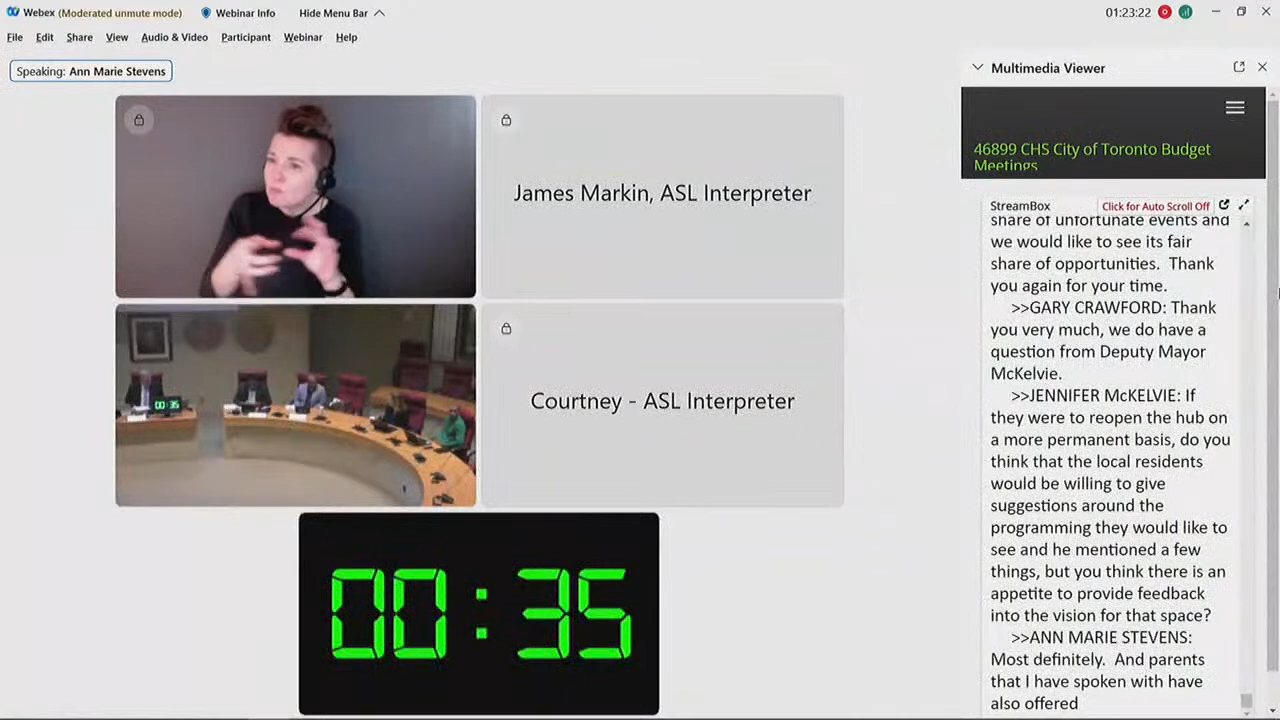 Webex (Moderated unmute mode)
Webinar Info
Hide Menu Bar
01:23:22
File Edit Share View Audio & Video Participant Webinar Help
Speaking: Ann Marie Stevens
James Markin, ASL Interpreter
00:35
Courtney - ASL Interpreter
00:35
Multimedia Viewer
46899 CHS City of Toronto Budget
Meetings
StreamBox
Click for Auto Scroll Off
share of unfortunate events and
we would like to see its fair
share of opportunities. Thank
you again for your time.
>>GARY CRAWFORD: Thank
you very much, we do have a
question from Deputy Mayor
McKelvie.
>>JENNIFER McKELVIE: If
they were to reopen the hub on
a more permanent basis, do you
think that the local residents
would be willing to give
suggestions around the
programming they would like to
see and he mentioned a few
things, but you think there is an
appetite to provide feedback
into the vision for that space?
>>ANN MARIE STEVENS:
Most definitely. And parents
that I have spoken with have
also offered